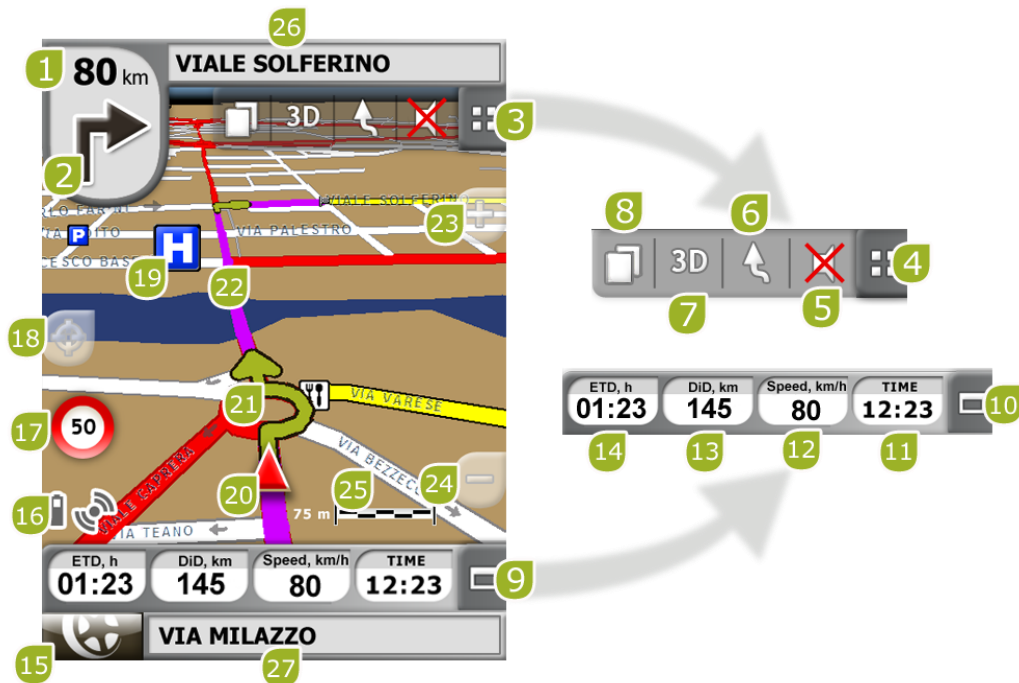 26
1
80 km
VIALE SOLFERINO
3D
3
2
VIALE SOLFERINO
23
P
VIA PALESTRO
H
19
22
18
21
VIA VARESE
17
50
VIALE CAPRERA
VIA BEZZECCA
20
25
24
16
75 m
VIA TEANO
ETD, h
DiD, km
Speed, km/h
TIME
01:23
145
80
12:23
9
15
VIA MILAZZO
27
8
6
3D
4
7
5
ETD, h
DiD, km
Speed, km/h
TIME
01:23
145
80
12:23
10
14
13
12
11